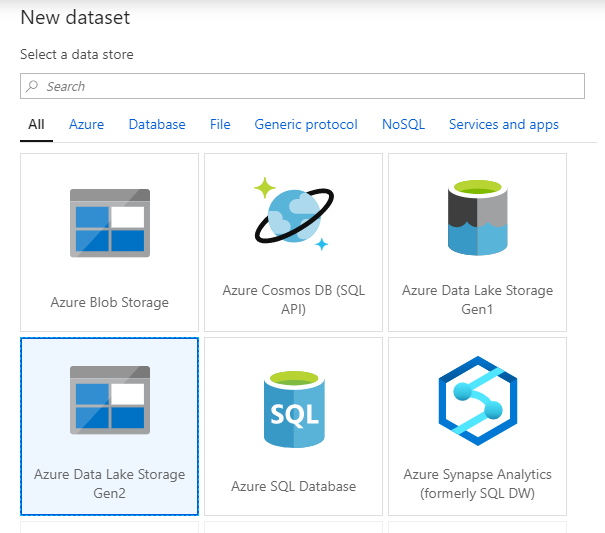 New dataset
Select a data store
Search
All Azure Database File Generic protocol NoSQL Services and apps
Azure Blob Storage
Azure Cosmos DB (SQL
API)
Azure Data Lake Storage
Gen1
Azure Data Lake Storage
Gen2
SQL
Azure SQL Database
Azure Synapse Analytics
(formerly SQL DW)